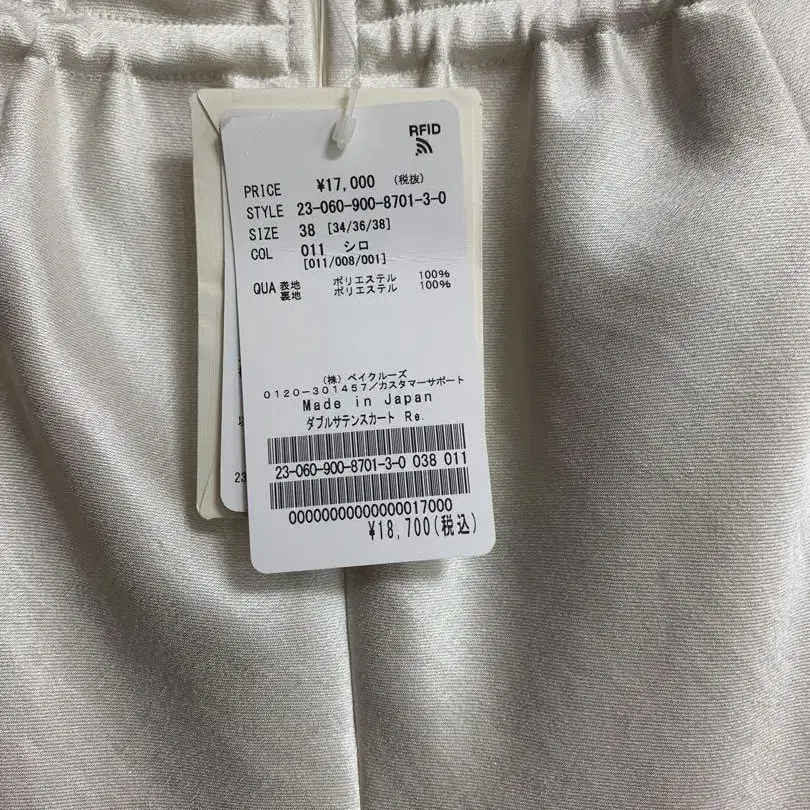 RFID
PRICE ¥17,000 (税抜)
STYLE 23-060-900-8701-3-0
SIZE 38 [34/36/38]
COL 011 シロ
[011/008/001]
QUA 表地 ポリエステル 100%
裏地 ポリエステル 100%
(株) ベイクルーズ
0120-301457/カスタマーサポート
Made in Japan
ダブルサテンスカート Re.
23-060-900-8701-3-0 038 011
00000000000000017000
¥18,700(税込)
23